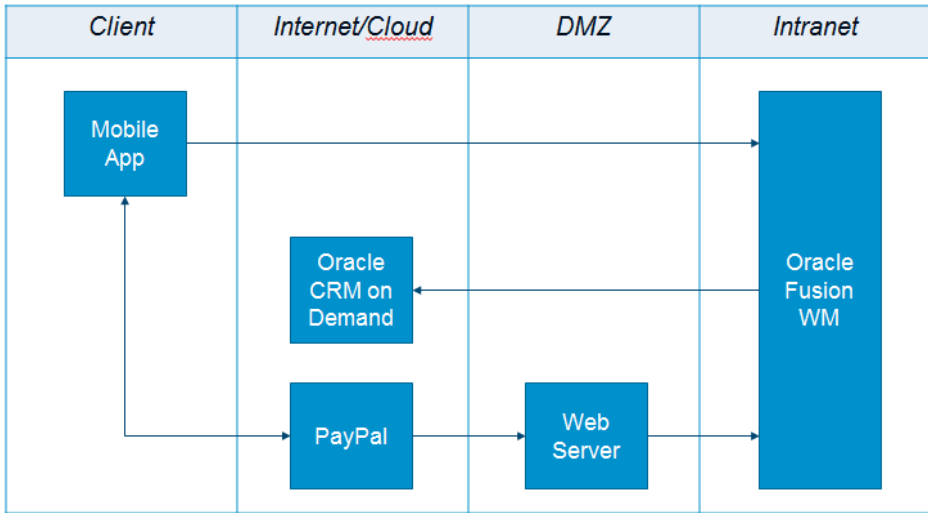 Client
Internet/Cloud
DMZ
Intranet
Mobile
App
Oracle
CRM on
Demand
Oracle
Fusion
WM
PayPal
Web
Server